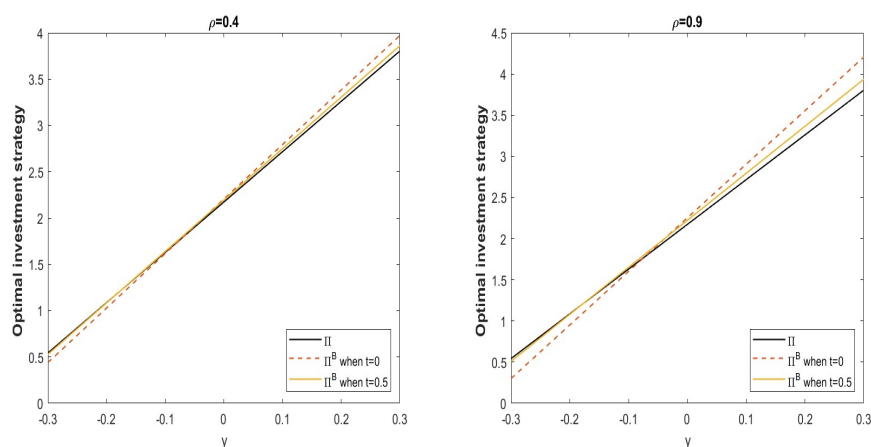 ρ=0.4
Optimal investment strategy
4
3.5
3
2.5
2
1.5
1
0.5
0
-0.3 -0.2 -0.1 0 0.1 0.2 0.3
y
Π
Π^B when t=0
Π^B when t=0.5
ρ=0.9
Optimal investment strategy
4.5
4
3.5
3
2.5
2
1.5
1
0.5
0
-0.3 -0.2 -0.1 0 0.1 0.2 0.3
y
Π
Π^B when t=0
Π^B when t=0.5